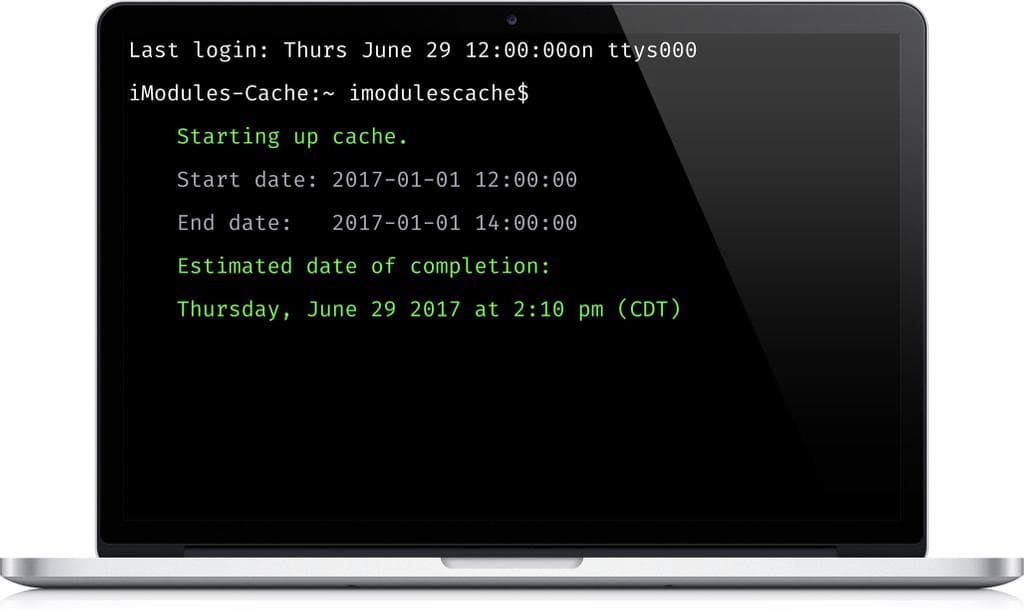 Last login: Thurs June 29 12:00:00on ttys000
iModules-Cache:~ imodulescache$
Starting up cache.
Start date: 2017-01-01 12:00:00
End date:   2017-01-01 14:00:00
Estimated date of completion:
Thursday, June 29 2017 at 2:10 pm (CDT)